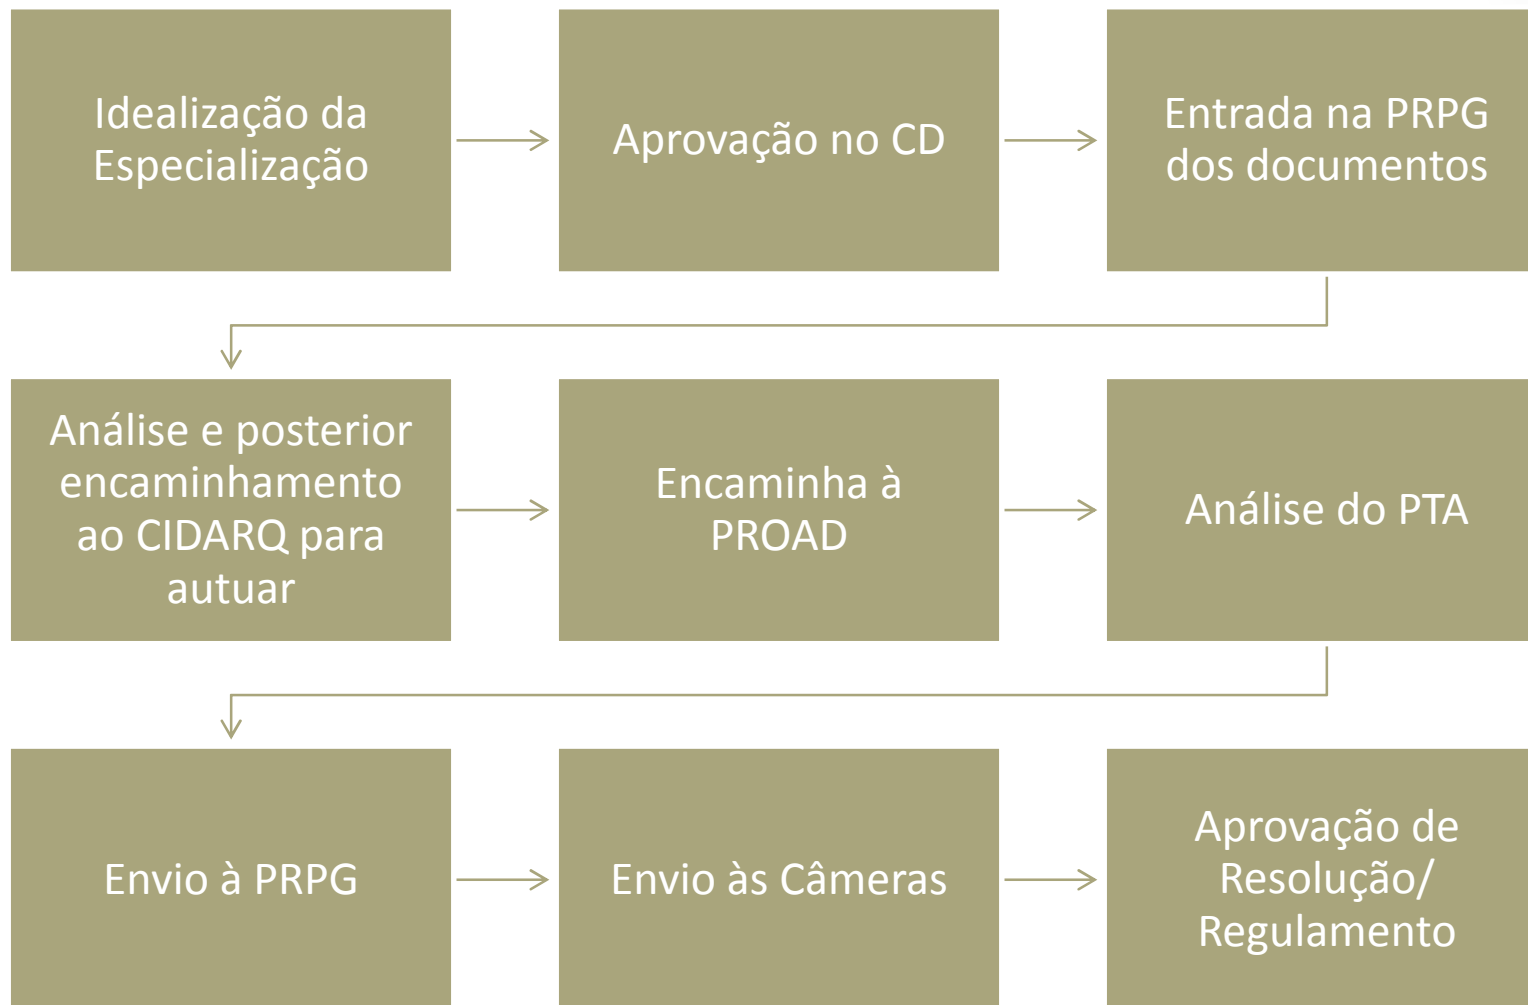 Idealização da
Especialização
Aprovação no CD
Entrada na PRPG
dos documentos
Análise e posterior
encaminhamento
ao CIDARQ para
autuar
Encaminha à
PROAD
Análise do PTA
Envio à PRPG
Envio às Câmeras
Aprovação de
Resolução/
Regulamento